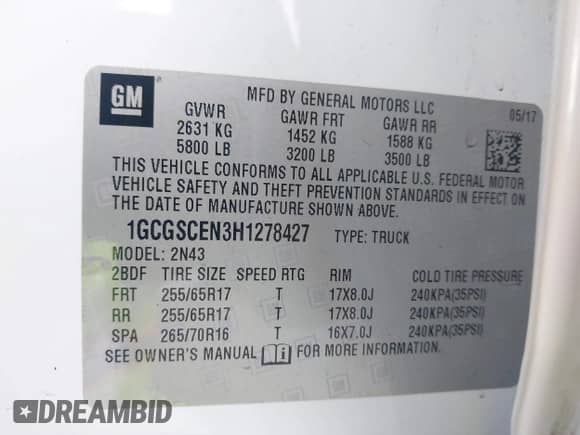 GM
MFD BY GENERAL MOTORS LLC
05/17
GVWR GAWR FRT GAWR RR
2631 KG 1452 KG 1588 KG
5800 LB 3200 LB 3500 LB
THIS VEHICLE CONFORMS TO ALL APPLICABLE U.S. FEDERAL MOTOR
VEHICLE SAFETY AND THEFT PREVENTION STANDARDS IN EFFECT ON
THE DATE OF MANUFACTURE SHOWN ABOVE.
1GCGSCEN3H1278427 TYPE: TRUCK
MODEL: 2N43
2BDF TIRE SIZE SPEED RTG RIM COLD TIRE PRESSURE
FRT 255/65R17 T 17X8.0J 240KPA(35PSI)
RR 255/65R17 T 17X8.0J 240KPA(35PSI)
SPA 265/70R16 T 16X7.0J 240KPA(35PSI)
SEE OWNER'S MANUAL i FOR MORE INFORMATION.
DREAMBID